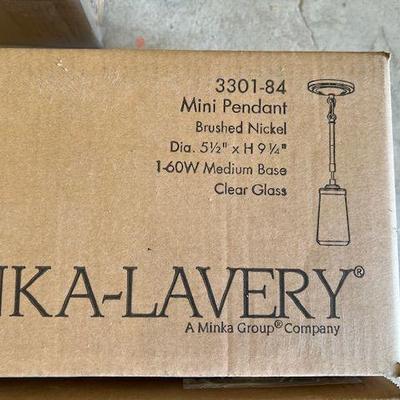 3301-84
Mini Pendant
Brushed Nickel
Dia. 5½" x H 9¼"
1-60W Medium Base
Clear Glass
NKA-LAVERY®
A Minka Group® Company